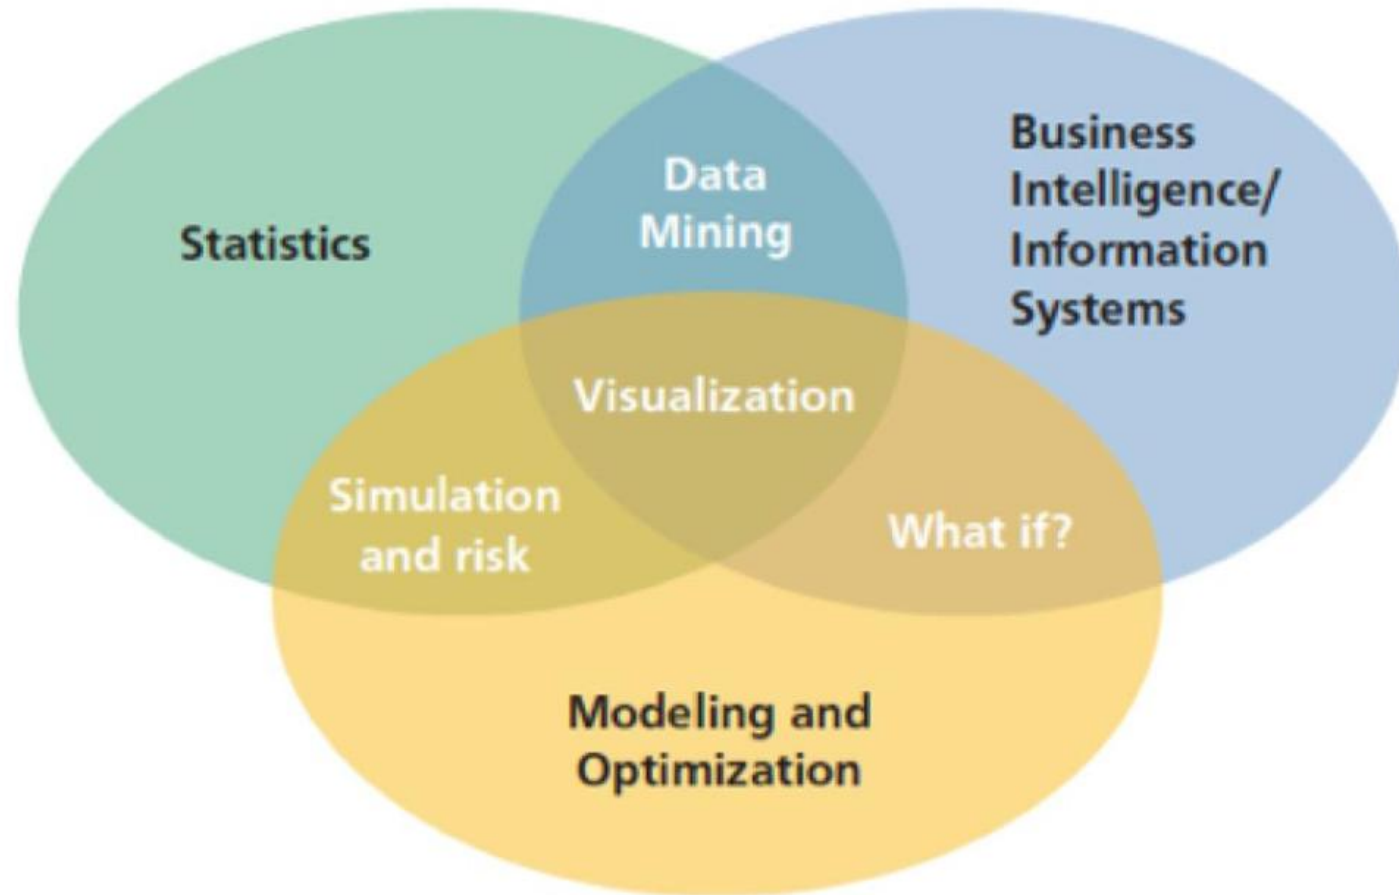 Statistics
Data
Mining
Business
Intelligence/
Information
Systems
Visualization
Simulation
and risk
What if?
Modeling and
Optimization